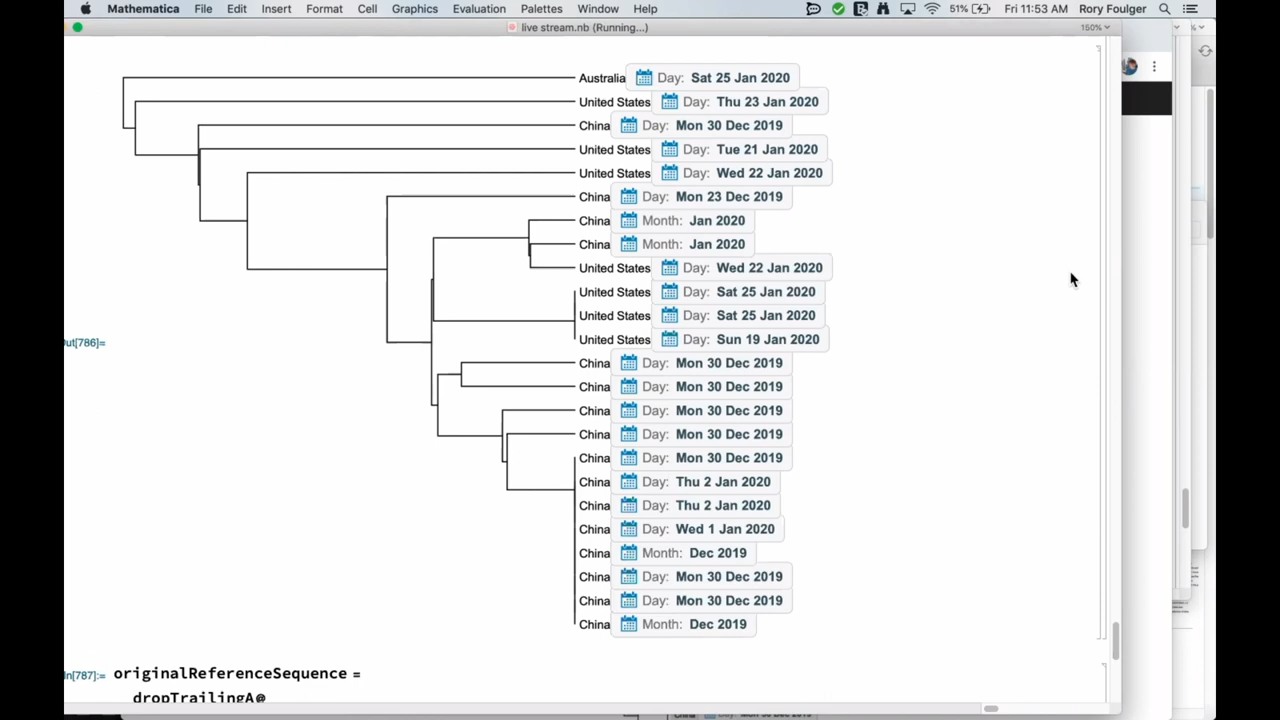 Mathematica File Edit Insert Format Cell Graphics Evaluation Palettes Window Help 51% Fri 11:53 AM Rory Foulger
live stream.nb (Running...) 150%
Australia Day: Sat 25 Jan 2020
United States Day: Thu 23 Jan 2020
China Day: Mon 30 Dec 2019
United States Day: Tue 21 Jan 2020
United States Day: Wed 22 Jan 2020
China Day: Mon 23 Dec 2019
China Month: Jan 2020
China Month: Jan 2020
United States Day: Wed 22 Jan 2020
United States Day: Sat 25 Jan 2020
United States Day: Sat 25 Jan 2020
ut[786]=
United States Day: Sun 19 Jan 2020
China Day: Mon 30 Dec 2019
China Day: Mon 30 Dec 2019
China Day: Mon 30 Dec 2019
China Day: Mon 30 Dec 2019
China Day: Mon 30 Dec 2019
China Day: Thu 2 Jan 2020
China Day: Thu 2 Jan 2020
China Day: Wed 1 Jan 2020
China Month: Dec 2019
China Day: Mon 30 Dec 2019
China Day: Mon 30 Dec 2019
China Month: Dec 2019
In[787]:= originalReferenceSequence =
dropTrailingA@